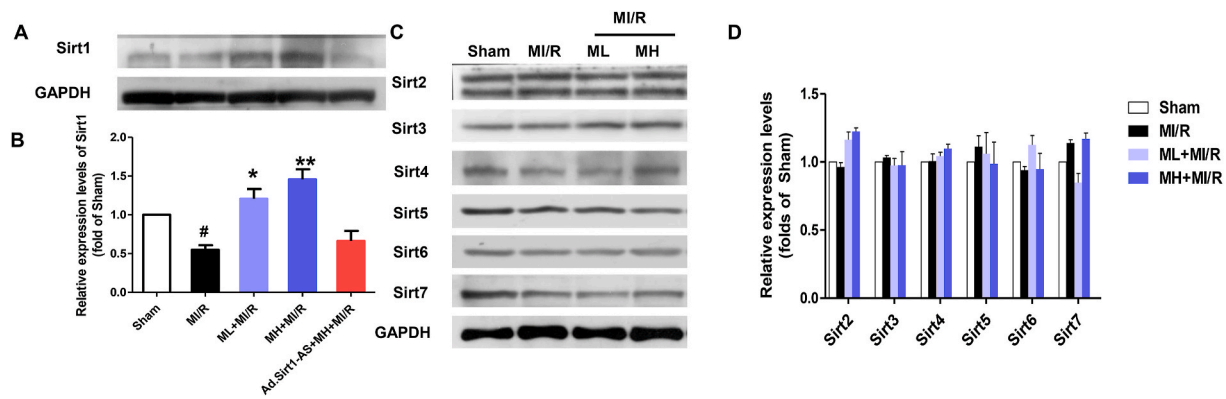 A
Sirt1
GAPDH
B
Relative expression levels of Sirt1
(fold of Sham)
2.0
1.5
1.0
0.5
0.0
#
*
**
Sham
MI/R
ML+MI/R
MH+MI/R
Ad.Sirt1-AS+MH+MI/R
C
MI/R
Sham MI/R ML MH
Sirt2
Sirt3
Sirt4
Sirt5
Sirt6
Sirt7
GAPDH
D
Relative expression levels
(folds of Sham)
1.5
1.0
0.5
0.0
Sirt2
Sirt3
Sirt4
Sirt5
Sirt6
Sirt7
Sham
MI/R
ML+MI/R
MH+MI/R